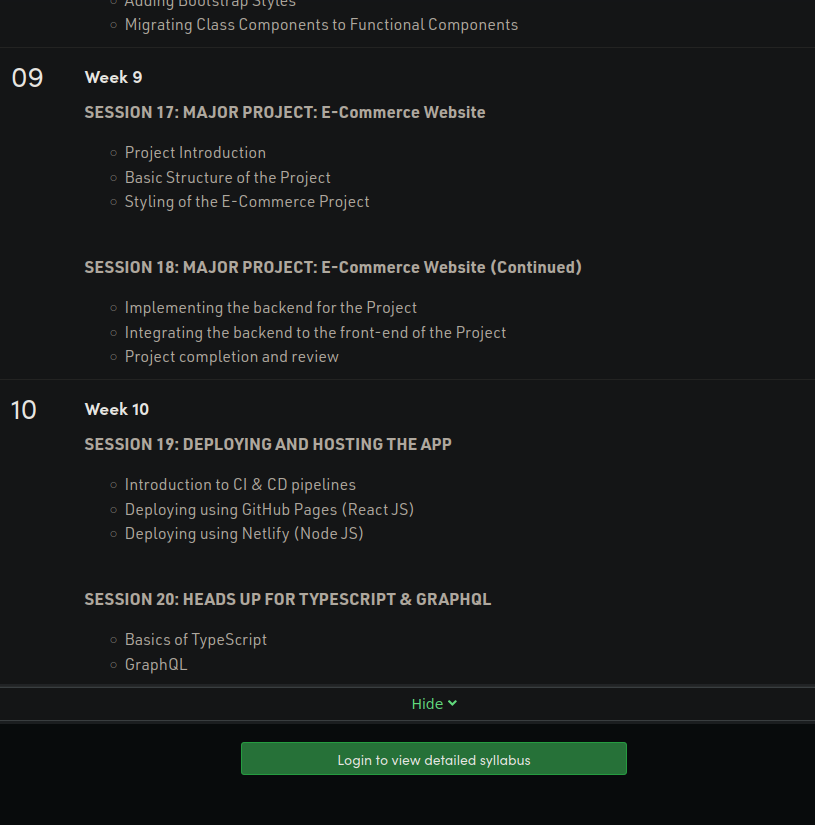 Adding Bootstrap Styles
○ Migrating Class Components to Functional Components
09
Week 9
SESSION 17: MAJOR PROJECT: E-Commerce Website
○ Project Introduction
○ Basic Structure of the Project
○ Styling of the E-Commerce Project
SESSION 18: MAJOR PROJECT: E-Commerce Website (Continued)
○ Implementing the backend for the Project
○ Integrating the backend to the front-end of the Project
○ Project completion and review
10
Week 10
SESSION 19: DEPLOYING AND HOSTING THE APP
○ Introduction to CI & CD pipelines
○ Deploying using GitHub Pages (React JS)
○ Deploying using Netlify (Node JS)
SESSION 20: HEADS UP FOR TYPESCRIPT & GRAPHQL
○ Basics of TypeScript
○ GraphQL
Hide
Login to view detailed syllabus